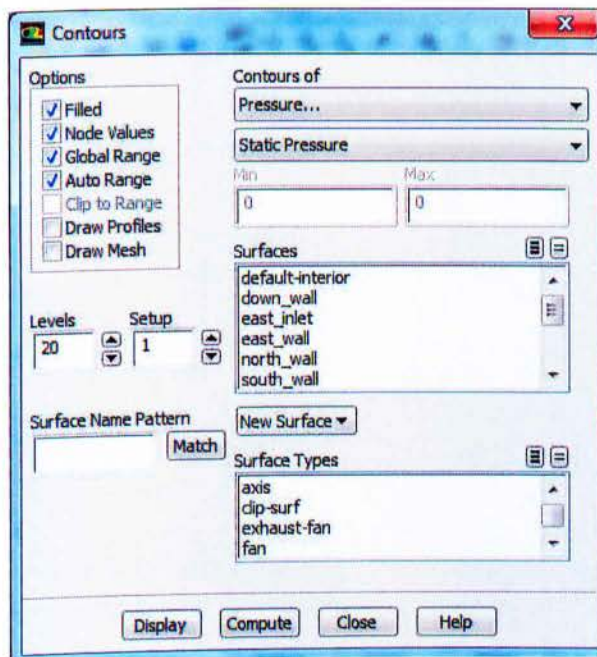 Contours
Options
Filled
Node Values
Global Range
Auto Range
Clip to Range
Draw Profiles
Draw Mesh
Levels
20
Setup
1
Surface Name Pattern
Match
Contours of
Pressure...
Static Pressure
Min
Max
0
0
Surfaces
default-interior
down_wall
east_inlet
east_wall
north_wall
south_wall
New Surface
Surface Types
axis
clip-surf
exhaust-fan
fan
Display
Compute
Close
Help